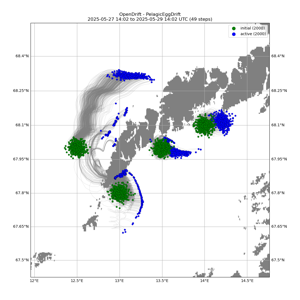 OpenDrift - PelagicEggDrift
2025-05-27 14:02 to 2025-05-29 14:02 UTC (49 steps)
initial (2000)
active (2000)
68.4°N
68.4°N
68.25°N
68.25°N
68.1°N
68.1°N
67.95°N
67.95°N
67.8°N
67.8°N
67.65°N
67.65°N
67.5°N
67.5°N
12°E
12.5°E
13°E
13.5°E
14°E
14.5°E